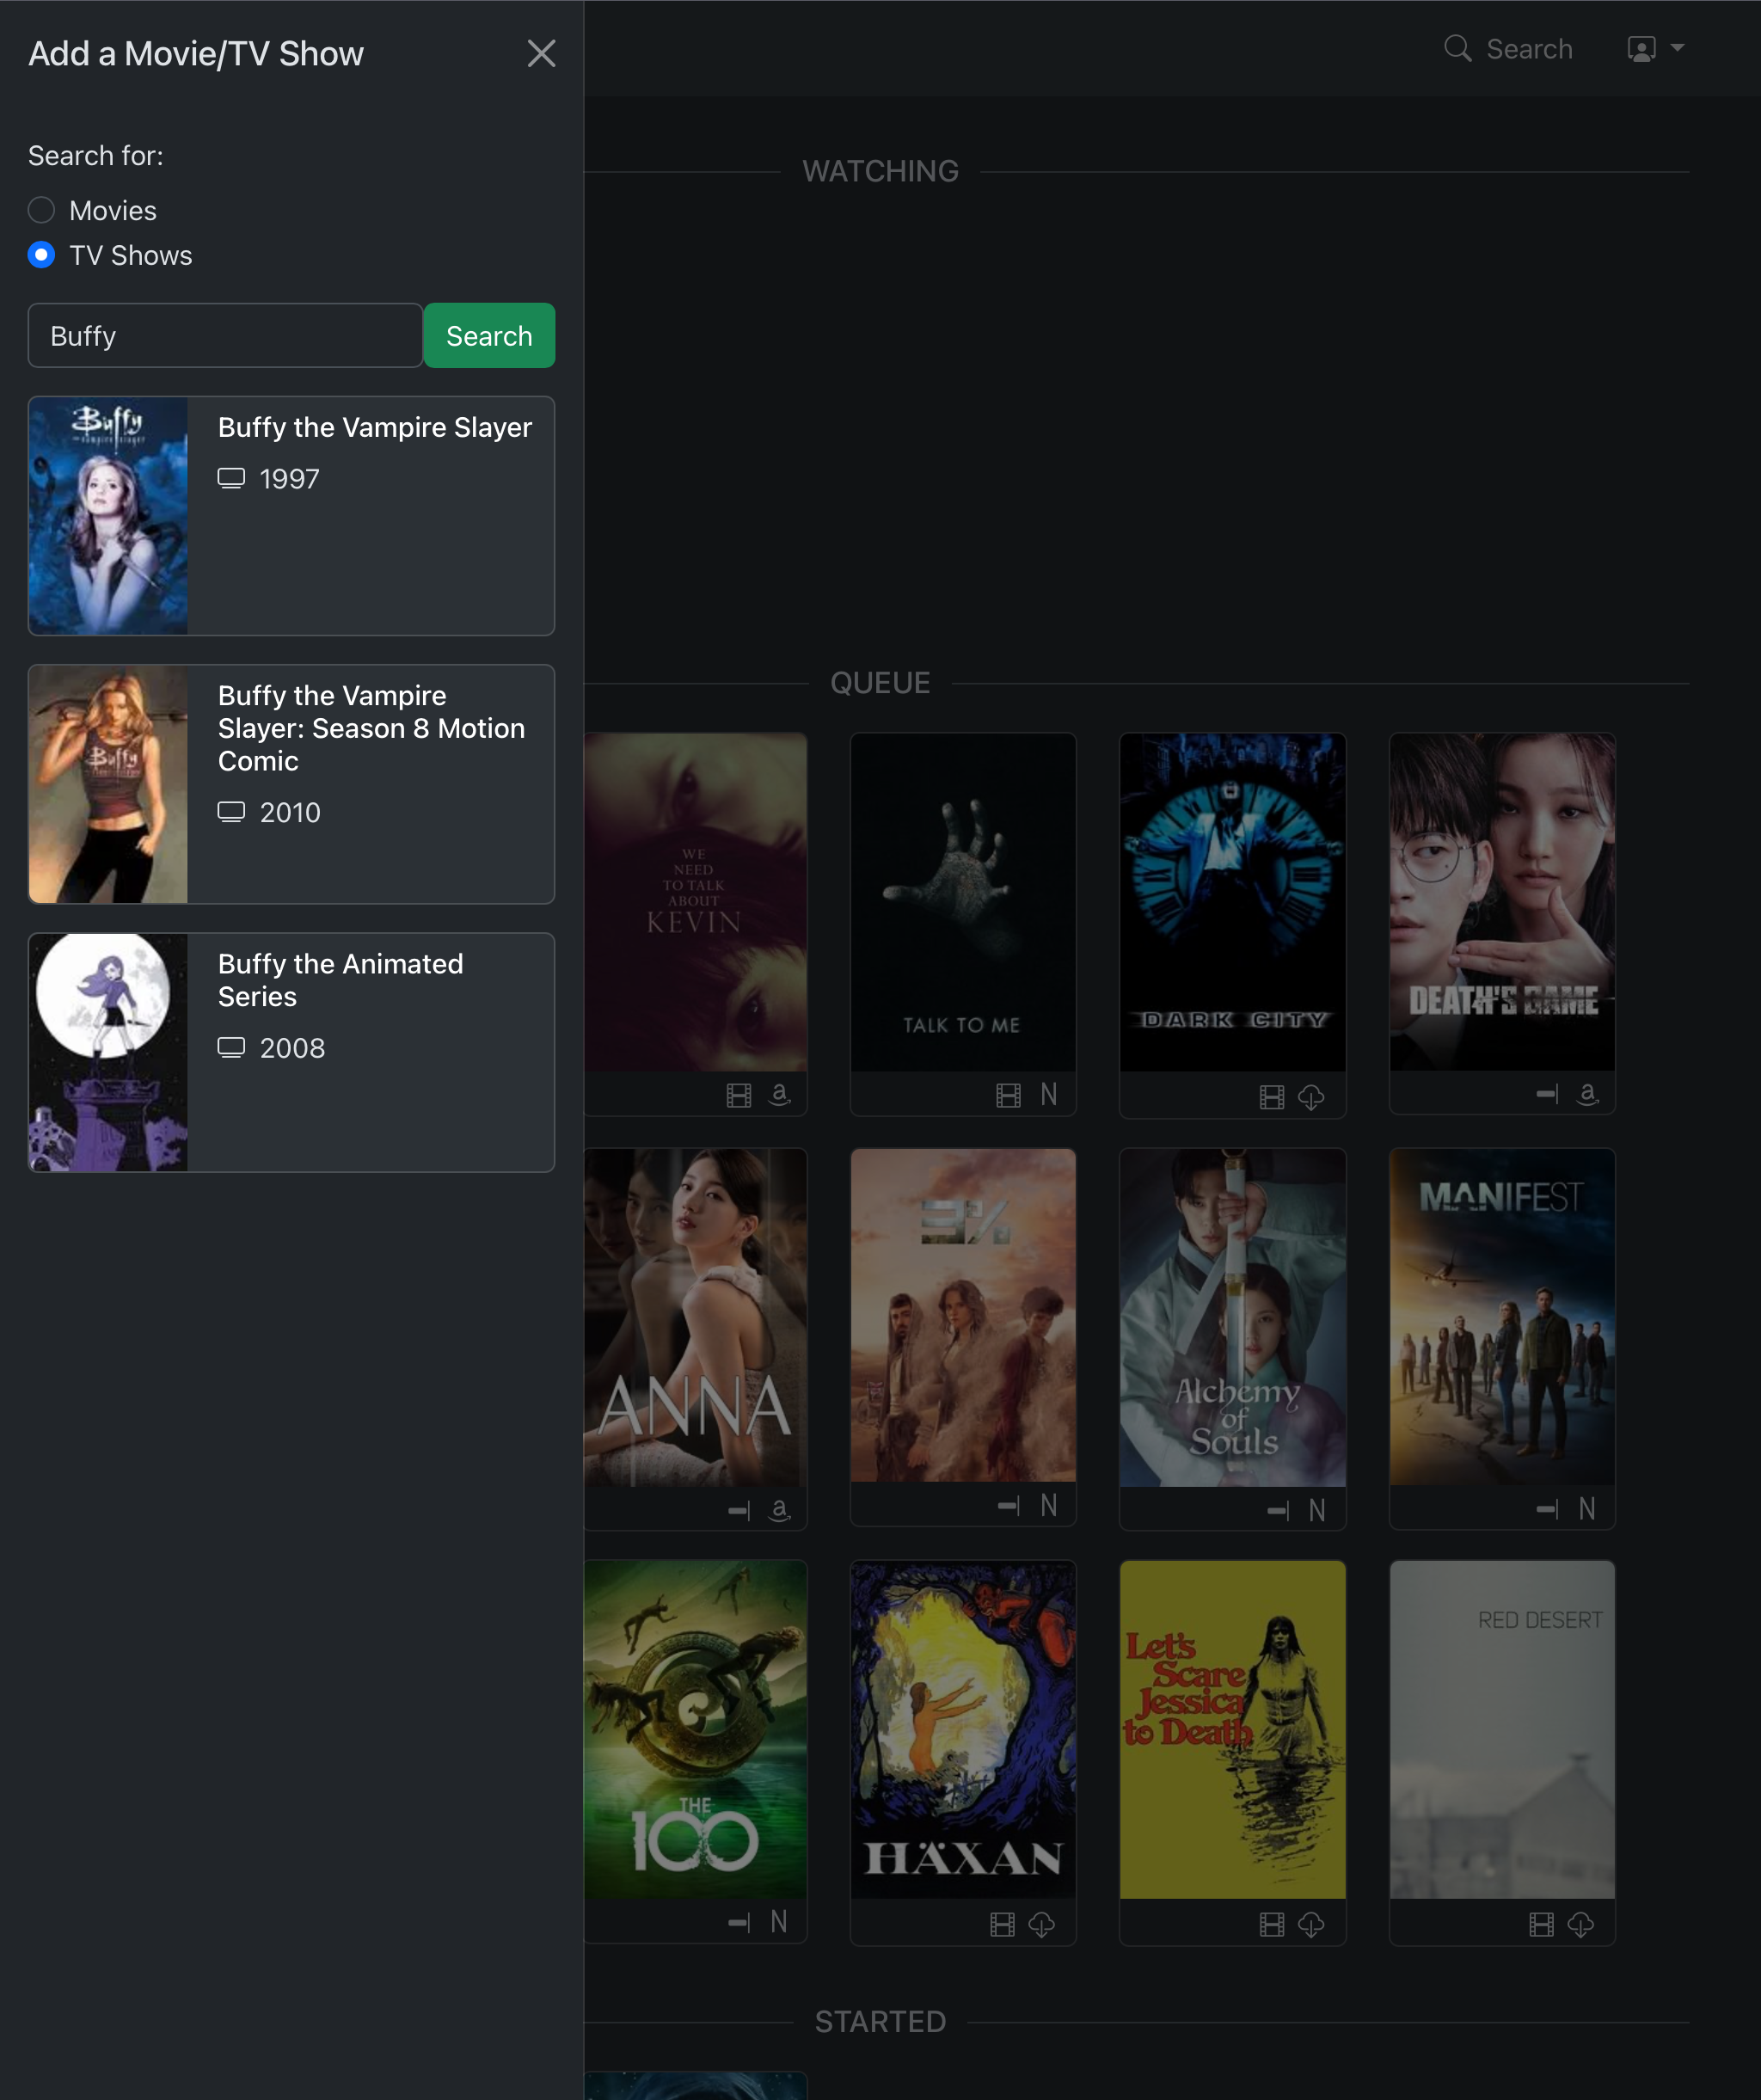 Add a Movie/TV Show
Search
Search for:
Movies
TV Shows
Buffy
Search
Buffy
Buffy the Vampire Slayer
1997
Buffy
Buffy the Vampire
Slayer: Season 8 Motion
Comic
2010
Buffy the Animated
Series
2008
WATCHING
QUEUE
WE
NEED
TO TALK
ABOUT
KEVIN
a
TALK TO ME
N
DARK CITY
DEATH'S GAME
a
ANNA
a
3%
N
Alchemy
of
Souls
N
MANIFEST
N
THE
100
N
HÄXAN
Let's
Scare
Jessica
to Death
RED DESERT
STARTED